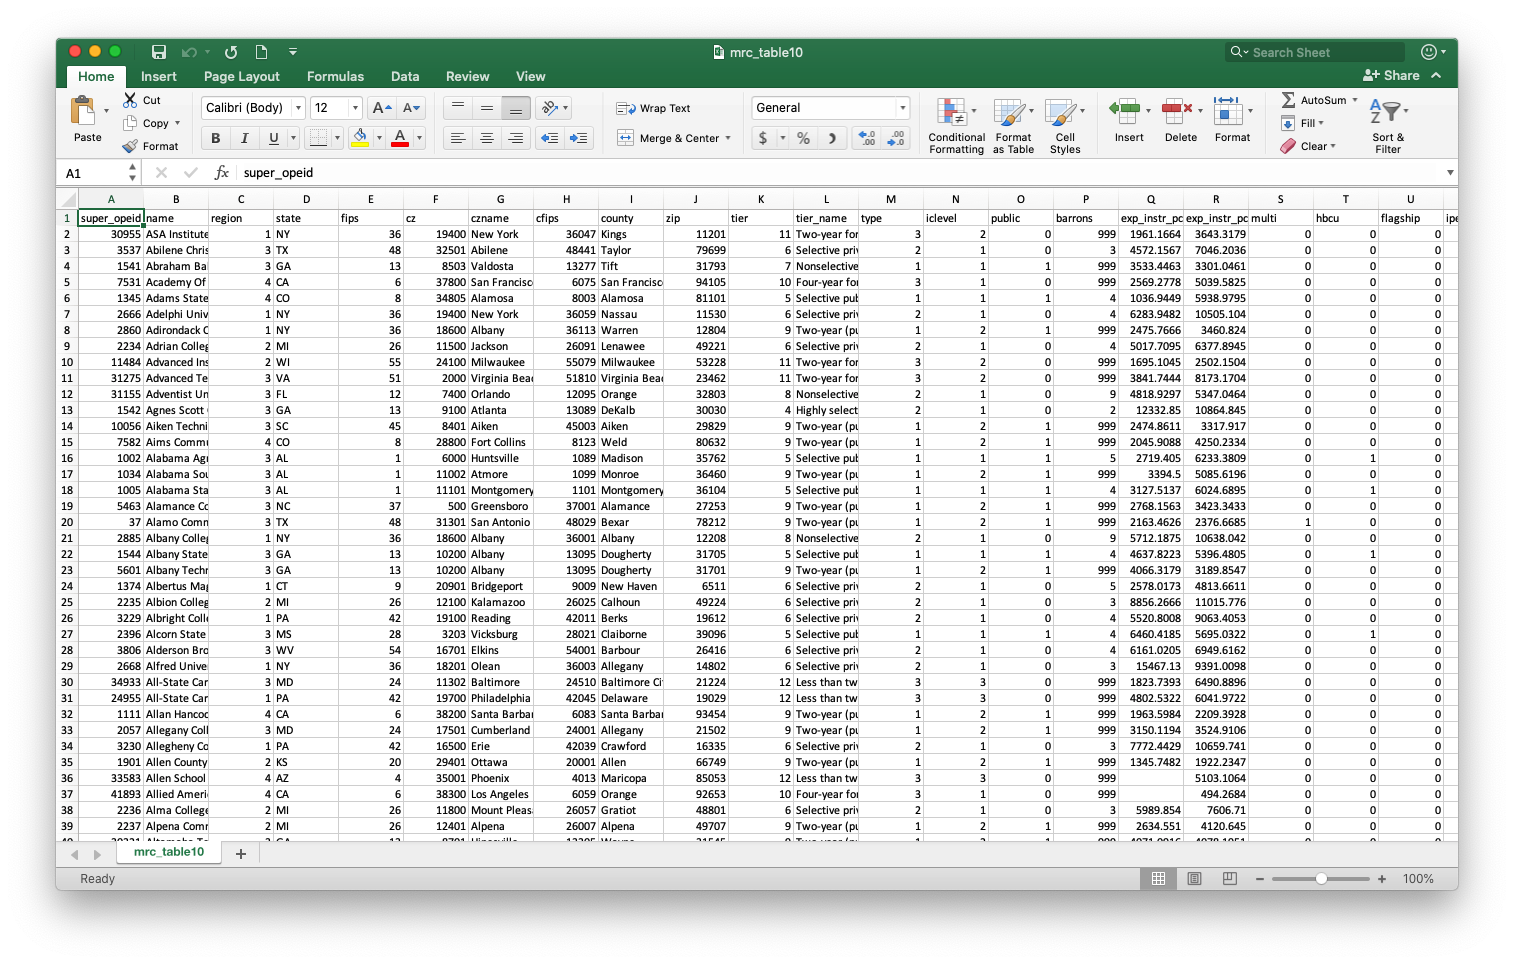 mrc_table10
Search Sheet
Home Insert Page Layout Formulas Data Review View Share
Paste Cut Copy Format
Calibri (Body) 12
B I U
Wrap Text
Merge & Center
General
$ %
Conditional Formatting
Format as Table
Cell Styles
Insert Delete Format
AutoSum
Fill
Clear
Sort & Filter
A1 fx super_opeid
A B C D E F G H I J K L M N O P Q R S T U
1 super_opeid name region state fips cz czname cfips county zip tier tier_name type iclevel public barrons exp_instr_pc exp_instr_pc multi hbcu flagship ipe
2 30955 ASA Institute 1 NY 36 19400 New York 36047 Kings 11201 11 Two-year for 3 2 0 999 1961.1664 3643.3179 0 0 0
3 3537 Abilene Chris 3 TX 48 32501 Abilene 48441 Taylor 79699 6 Selective priv 2 1 0 3 4572.1567 7046.2036 0 0 0
4 1541 Abraham Bal 3 GA 13 8503 Valdosta 13277 Tift 31793 7 Nonselective 1 1 1 999 3533.4463 3301.0461 0 0 0
5 7531 Academy Of 4 CA 6 37800 San Francisc 6075 San Francisco 94105 10 Four-year for 3 1 0 999 2569.2778 5039.5825 0 0 0
6 1345 Adams State 4 CO 8 34805 Alamosa 8003 Alamosa 81101 5 Selective pub 1 1 1 4 1036.9449 5938.9795 0 0 0
7 2666 Adelphi Univ 1 NY 36 19400 New York 36059 Nassau 11530 6 Selective priv 2 1 0 4 6283.9482 10505.104 0 0 0
8 2860 Adirondack C 1 NY 36 18600 Albany 36113 Warren 12804 9 Two-year (pu 1 2 1 999 2475.7666 3460.824 0 0 0
9 2234 Adrian Colleg 2 MI 26 11500 Jackson 26091 Lenawee 49221 6 Selective priv 2 1 0 4 5017.7095 6377.8945 0 0 0
10 11484 Advanced Ins 2 WI 55 24100 Milwaukee 55079 Milwaukee 53228 11 Two-year for 3 2 0 999 1695.1045 2502.1504 0 0 0
11 31275 Advanced Te 3 VA 51 2000 Virginia Bead 51810 Virginia Bead 23462 11 Two-year for 3 2 0 999 3841.7444 8173.1704 0 0 0
12 31155 Adventist Un 3 FL 12 7400 Orlando 12095 Orange 32803 8 Nonselective 2 1 0 9 4818.9297 5347.0464 0 0 0
13 1542 Agnes Scott 3 GA 13 9100 Atlanta 13089 DeKalb 30030 4 Highly select 2 1 0 2 12332.85 10864.845 0 0 0
14 10056 Aiken Techni 3 SC 45 8401 Aiken 45003 Aiken 29829 9 Two-year (pu 1 2 1 999 2474.8611 3317.917 0 0 0
15 7582 Aims Commu 4 CO 8 28800 Fort Collins 8123 Weld 80632 9 Two-year (pu 1 2 1 999 2045.9088 4250.2334 0 0 0
16 1002 Alabama Agr 3 AL 1 6000 Huntsville 1089 Madison 35762 5 Selective pub 1 1 1 5 2719.405 6233.3809 0 1 0
17 1034 Alabama Sou 3 AL 1 11002 Atmore 1099 Monroe 36460 9 Two-year (pu 1 2 1 999 3394.5 5085.6196 0 0 0
18 1005 Alabama Sta 3 AL 1 11101 Montgomery 1101 Montgomery 36104 5 Selective pub 1 1 1 4 3127.5137 6024.6895 0 1 0
19 5463 Alamance Co 3 NC 37 500 Greensboro 37001 Alamance 27253 9 Two-year (pu 1 2 1 999 2768.1563 3423.3433 0 0 0
20 37 Alamo Comn 3 TX 48 31301 San Antonio 48029 Bexar 78212 9 Two-year (pu 1 2 1 999 2163.4626 2376.6685 1 0 0
21 2885 Albany Colleg 1 NY 36 18600 Albany 36001 Albany 12208 8 Nonselective 2 1 0 9 5712.1875 10638.042 0 0 0
22 1544 Albany State 3 GA 13 10200 Albany 13095 Dougherty 31705 5 Selective pub 1 1 1 4 4637.8223 5396.4805 0 1 0
23 5601 Albany Techr 3 GA 13 10200 Albany 13095 Dougherty 31701 9 Two-year (pu 1 2 1 999 4066.3179 3189.8547 0 0 0
24 1374 Albertus Mag 1 CT 9 20901 Bridgeport 9009 New Haven 6511 6 Selective priv 2 1 0 5 2578.0173 4813.6611 0 0 0
25 2235 Albion Colleg 2 MI 26 12100 Kalamazoo 26025 Calhoun 49224 6 Selective priv 2 1 0 3 8856.2666 11015.776 0 0 0
26 3229 Albright Colle 1 PA 42 19100 Reading 42011 Berks 19612 6 Selective priv 2 1 0 4 5520.8008 9063.4053 0 0 0
27 2396 Alcorn State 3 MS 28 3203 Vicksburg 28021 Claiborne 39096 5 Selective pub 1 1 1 4 6460.4185 5695.0322 0 1 0
28 3806 Alderson Bro 3 WV 54 16701 Elkins 54001 Barbour 26416 6 Selective priv 2 1 0 4 6161.0205 6949.6162 0 0 0
29 2668 Alfred Unive 1 NY 36 18201 Olean 36003 Allegany 14802 6 Selective priv 2 1 0 3 15467.13 9391.0098 0 0 0
30 34933 All-State Car 3 MD 24 11302 Baltimore 24510 Baltimore Ci 21224 12 Less than tw 3 3 0 999 1823.7393 6490.8896 0 0 0
31 24955 All-State Car 1 PA 42 19700 Philadelphia 42045 Delaware 19029 12 Less than tw 3 3 0 999 4802.5322 6041.9722 0 0 0
32 1111 Allan Hancoc 4 CA 6 38200 Santa Barbar 6083 Santa Barbar 93454 9 Two-year (pu 1 2 1 999 1963.5984 2209.3928 0 0 0
33 2057 Allegany Coll 3 MD 24 17501 Cumberland 24001 Allegany 21502 9 Two-year (pu 1 2 1 999 3150.1194 3524.9106 0 0 0
34 3230 Allegheny Co 1 PA 42 16500 Erie 42039 Crawford 16335 6 Selective priv 2 1 0 3 7772.4429 10659.741 0 0 0
35 1901 Allen County 2 KS 20 29401 Ottawa 20001 Allen 66749 9 Two-year (pu 1 2 1 999 1345.7482 1922.2347 0 0 0
36 33583 Allen School 4 AZ 4 35001 Phoenix 4013 Maricopa 85053 12 Less than tw 3 3 0 999 5103.1064 0 0 0
37 41893 Allied Ameri 4 CA 6 38300 Los Angeles 6059 Orange 92653 10 Four-year for 3 1 0 999 494.2684 0 0 0
38 2236 Alma College 2 MI 26 11800 Mount Pleas 26057 Gratiot 48801 6 Selective priv 2 1 0 3 5989.854 7606.71 0 0 0
39 2237 Alpena Comr 2 MI 26 12401 Alpena 26007 Alpena 49707 9 Two-year (pu 1 2 1 999 2634.551 4120.645 0 0 0
mrc_table10
Ready 100%